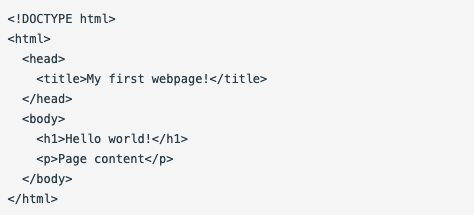 <!DOCTYPE html>
<html>
  <head>
    <title>My first webpage!</title>
  </head>
  <body>
    <h1>Hello world!</h1>
    <p>Page content</p>
  </body>
</html>